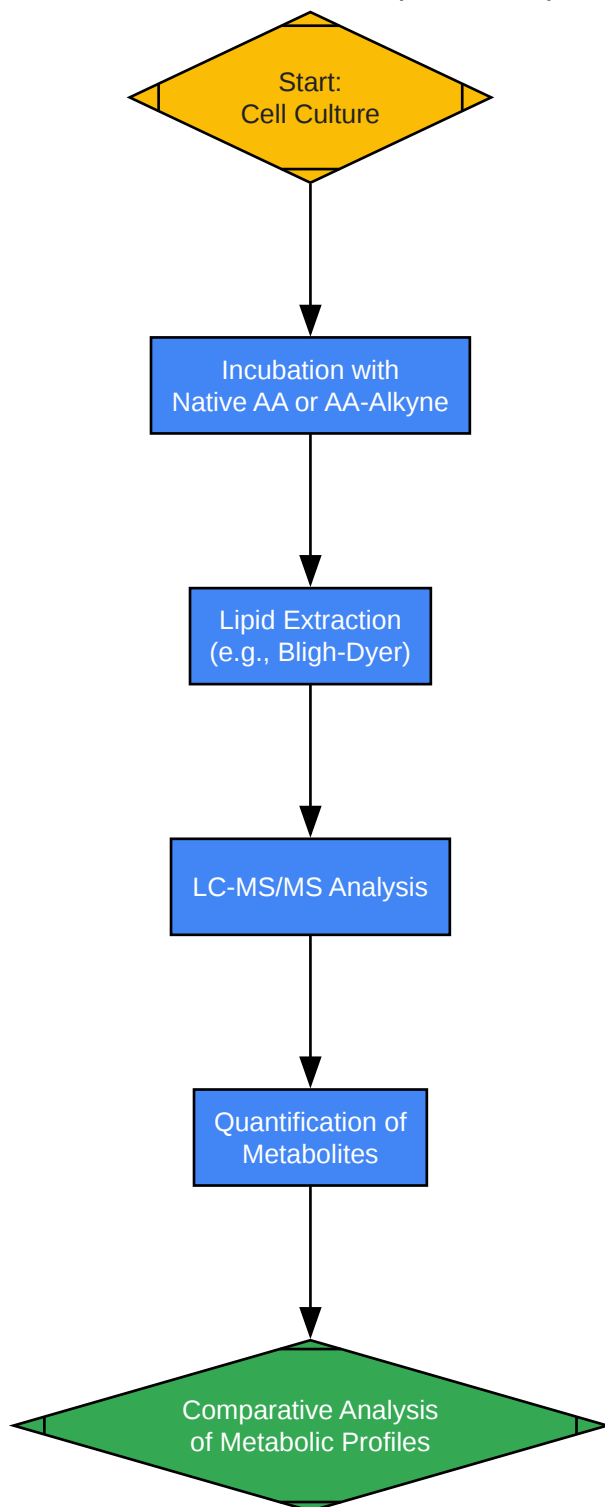 Start:
Cell Culture
Incubation with
Native AA or AA-Alkyne
Lipid Extraction
(e.g., Bligh-Dyer)
LC-MS/MS Analysis
Quantification of
Metabolites
Comparative Analysis
of Metabolic Profiles